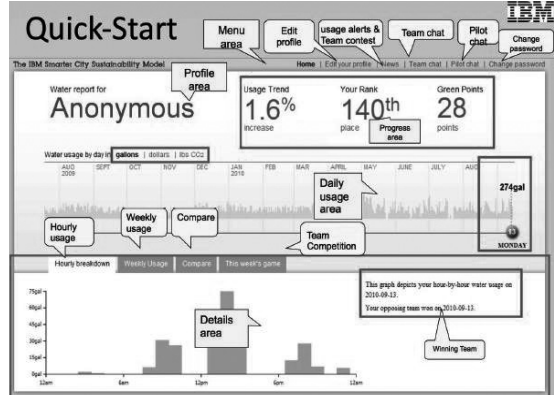 IBM
Quick-Start
Menu area
Edit profile
usage alerts & Team contest
Team chat
Pilot chat
Change password
The IBM Smarter City Sustainability Model
Home | Edit your profile | News | Team chat | Pilot chat | Change password
Profile area
Water report for
Anonymous
Usage Trend
1.6%
increase
Your Rank
140th
place
Progress area
Green Points
28
points
Water usage by day in gallons | dollars | lbs CO2
AUG 2009 SEPT OCT NOV DEC JAN 2010 FEB MAR APRIL MAY JUNE JULY AUG
Daily usage area
274gal
13
MONDAY
Hourly usage
Weekly usage
Compare
Team Competition
Hourly breakdown
Weekly Usage
Compare
This week's game
This graph depicts your hour-by-hour water usage on
2010-09-13.
Your opposing team won on 2010-09-13.
Winning Team
Details area
75gal
60gal
45gal
30gal
15gal
0gal
12am 6am 12pm 6pm 12am